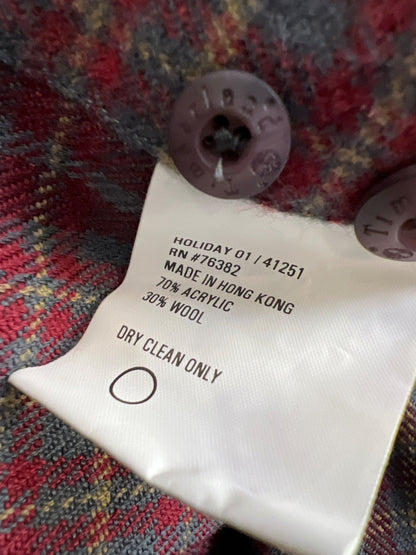 HOLIDAY 01 / 41251
RN #76382
MADE IN HONG KONG
70% ACRYLIC
30% WOOL
DRY CLEAN ONLY